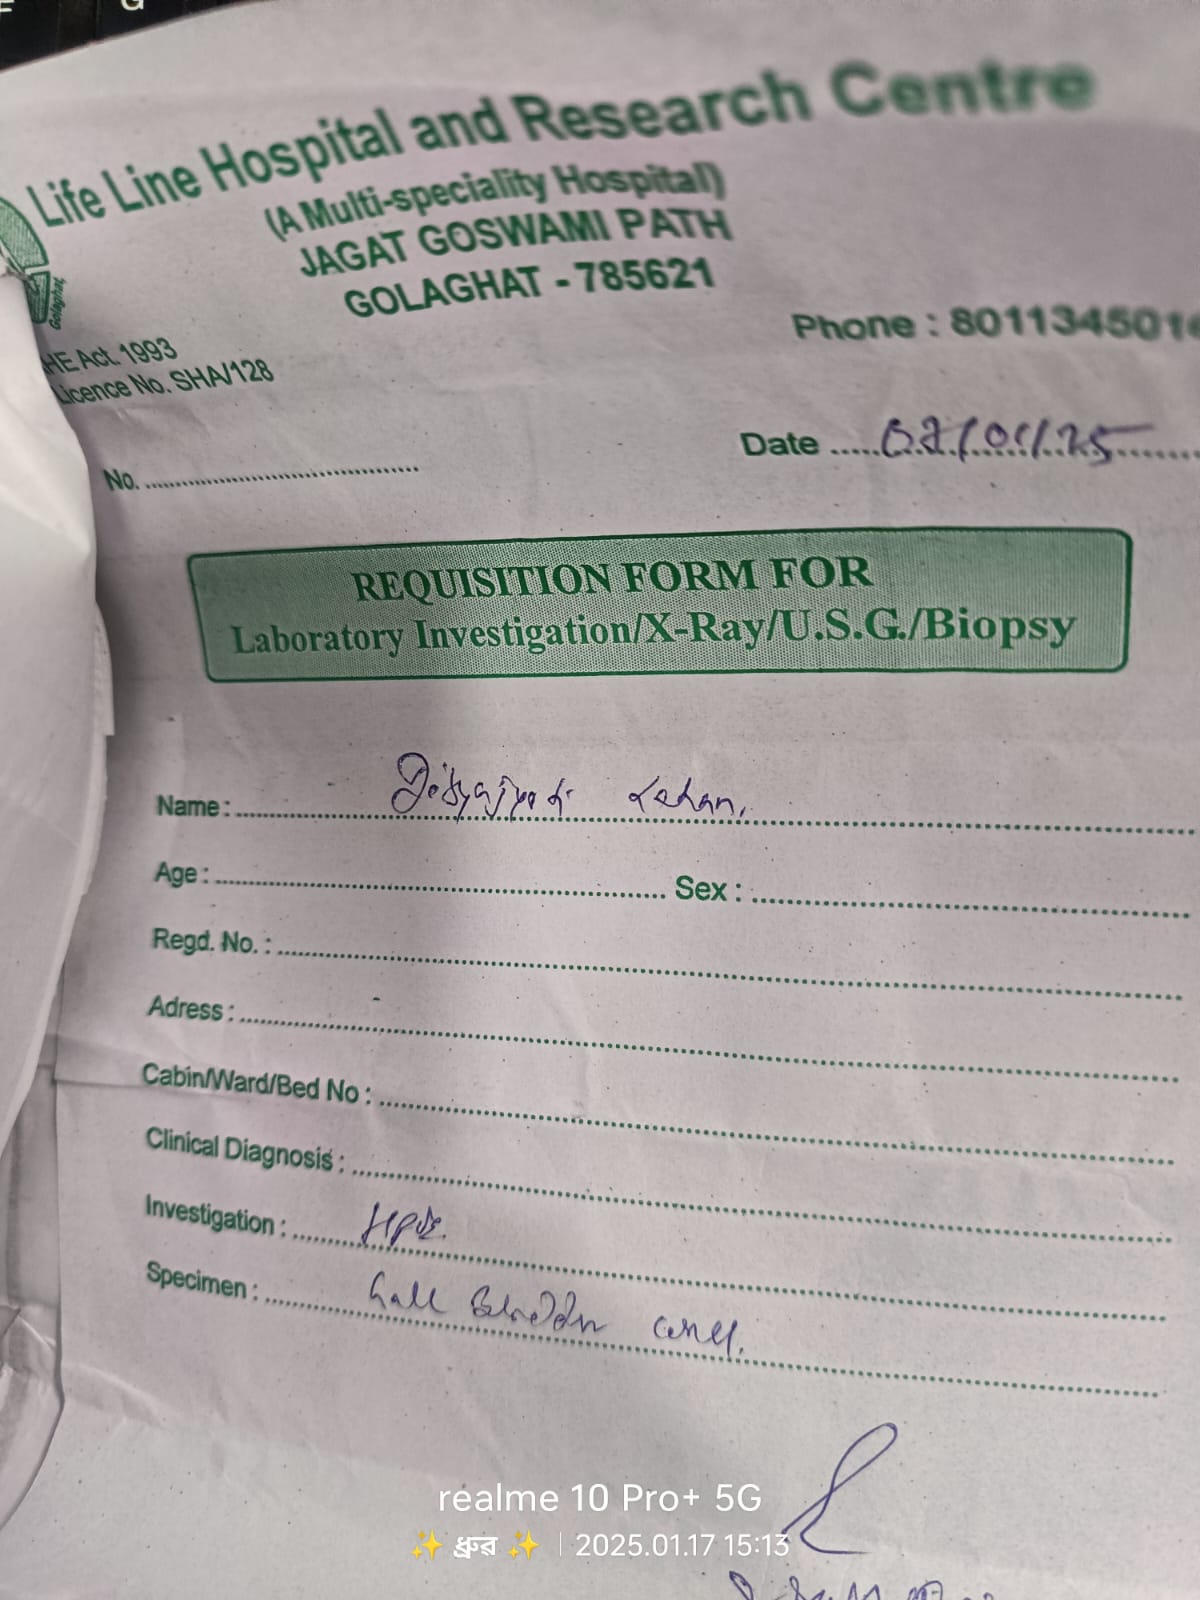 Life Line Hospital and Research Centre
(A Multi-speciality Hospital)
JAGAT GOSWAMI PATH
GOLAGHAT - 785621
Golaghat
Phone : 801134501
HE Act. 1993
Licence No. SHA/128
No. ..........
Date ..........
REQUISITION FORM FOR
Laboratory Investigation/X-Ray/U.S.G./Biopsy
Name :
Age : .......... Sex : ..........
Regd. No. : ..........
Adress : ..........
Cabin/Ward/Bed No : ..........
Clinical Diagnosis : ..........
Investigation : HPE.
Specimen : Gall Bladder
realme 10 Pro+ 5G
✨ ধ্রুৱ ✨ | 2025.01.17 15:13